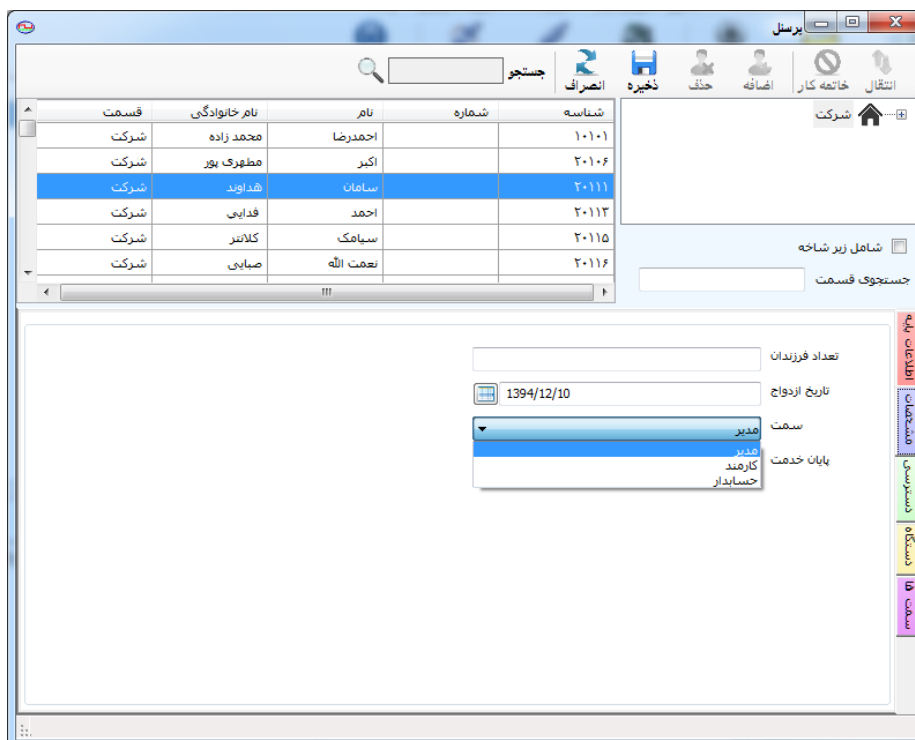 پرسنل
انتقال
خاتمه کار
اضافه
حذف
ذخیره
انصراف
جستجو
شرکت
شامل زیر شاخه
جستجوی قسمت
شناسه شماره نام نام خانوادگی قسمت
۱۰۱۰۱ احمدرضا محمد زاده شرکت
۲۰۱۰۶ اکبر مطهری پور شرکت
۲۰۱۱۱ سامان هداوند شرکت
۲۰۱۱۳ احمد فدایی شرکت
۲۰۱۱۵ سیامک کلانتر شرکت
۲۰۱۱۶ نعمت الله صبایی شرکت
اطلاعات پایه
مشخصات
دسترسی
دستگاه
سمت ها
تعداد فرزندان
تاریخ ازدواج 1394/12/10
سمت مدیر
مدیر
پایان خدمت
کارمند
حسابدار